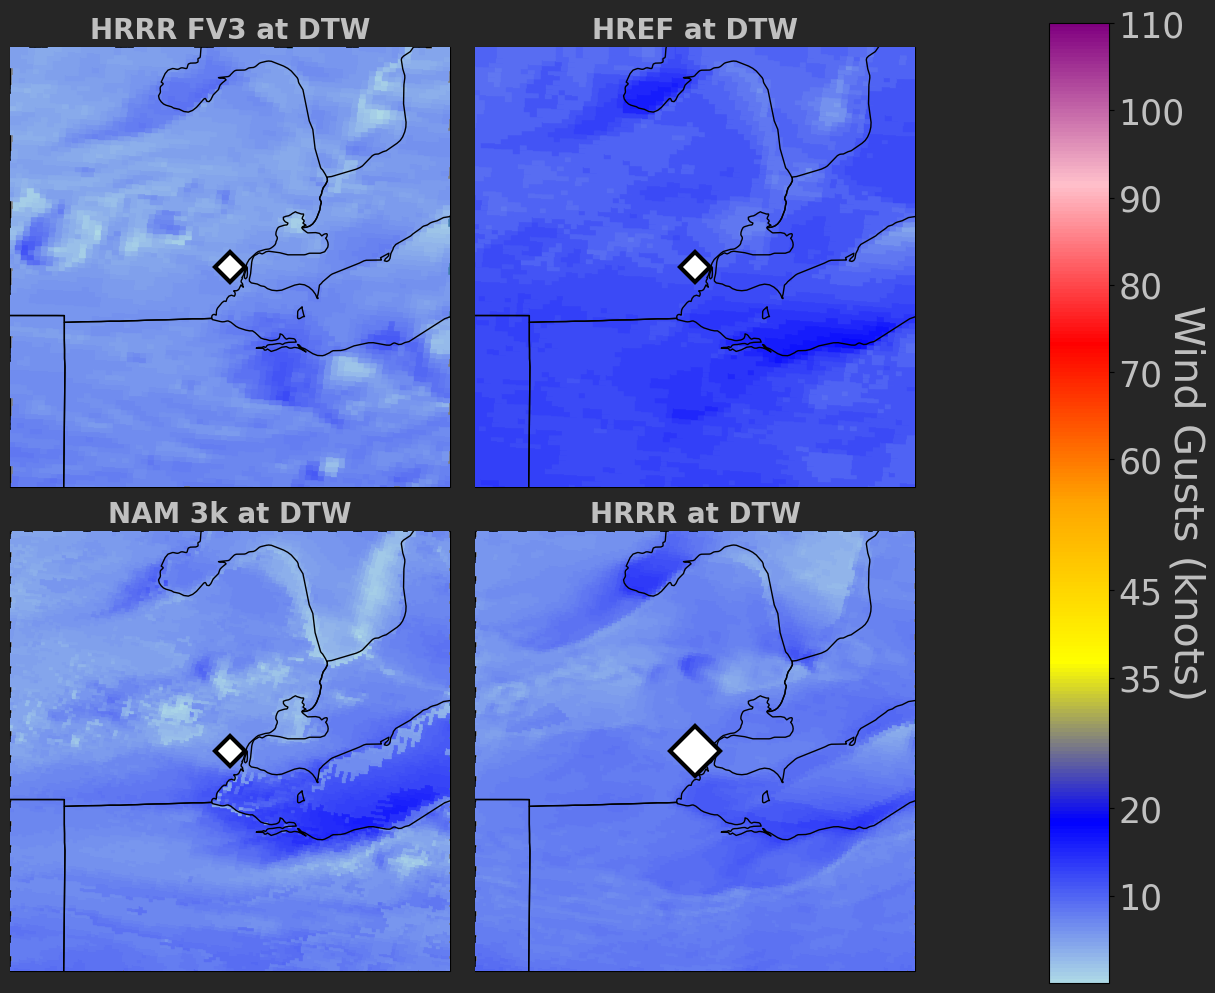 HRRR FV3 at DTW
HREF at DTW
NAM 3k at DTW
HRRR at DTW
110
100
90
80
70
60
45
35
20
10
Wind Gusts (knots)